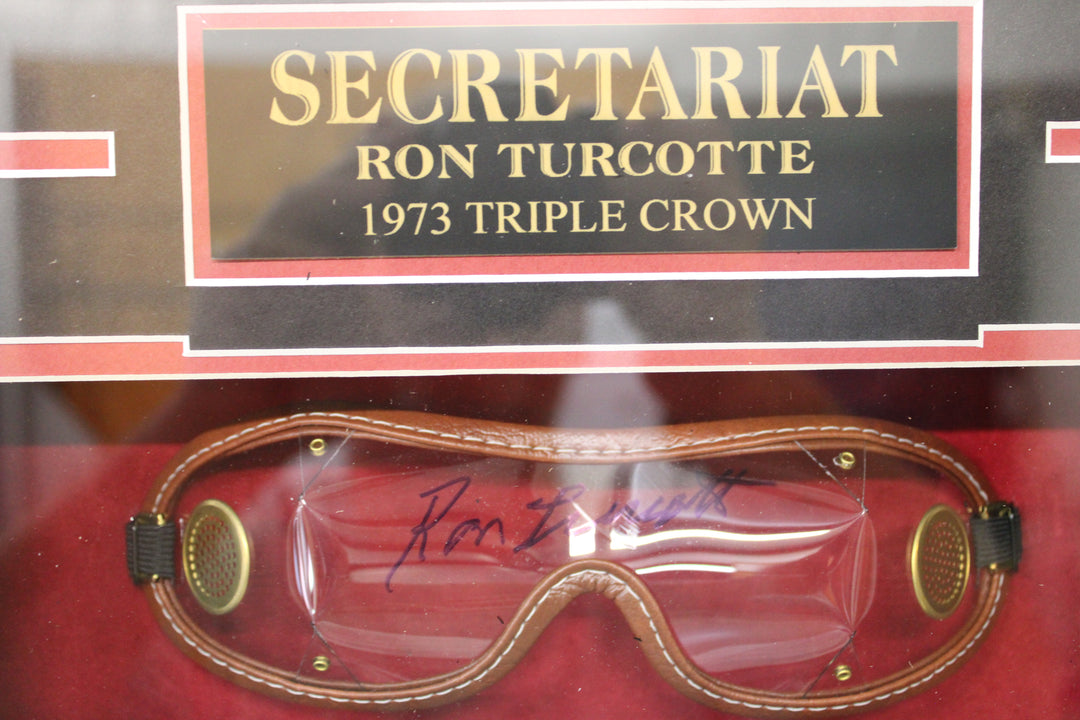 SECRETARIAT
RON TURCOTTE
1973 TRIPLE CROWN
Ron Turcotte